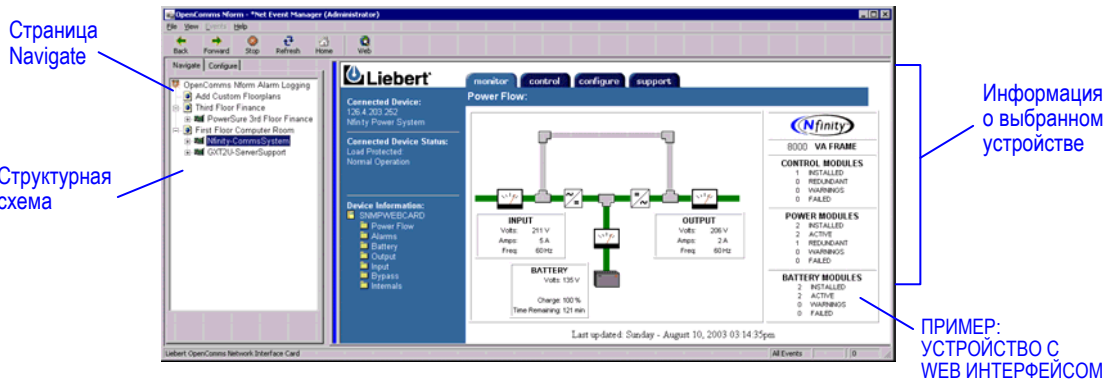 Страница
Navigate
Структурная
схема
OpenComms Nform - *Net Event Manager (Administrator)
File View Events Help
Back Forward Stop Refresh Home Web
Navigate Configure
OpenComms Nform Alarm Logging
Add Custom Floorplans
Third Floor Finance
PowerSure 3rd Floor Finance
First Floor Computer Room
Nfinity-CommsSystem
GXT2U-ServerSupport
Liebert
monitor control configure support
Connected Device:
126.4.203.252
Nfinity Power System
Connected Device Status:
Load Protected:
Normal Operation
Device Information:
SNMPWEBCARD
Power Flow
Alarms
Battery
Output
Input
Bypass
Internals
Power Flow:
INPUT
Volts: 211 V
Amps: 5 A
Freq: 60 Hz
OUTPUT
Volts: 206 V
Amps: 2 A
Freq: 60 Hz
BATTERY
Volts: 135 V
Charge: 100 %
Time Remaining: 121 min
Nfinity
8000 VA FRAME
CONTROL MODULES
1 INSTALLED
0 REDUNDANT
0 WARNINGS
0 FAILED
POWER MODULES
2 INSTALLED
2 ACTIVE
1 REDUNDANT
0 WARNINGS
0 FAILED
BATTERY MODULES
2 INSTALLED
2 ACTIVE
0 WARNINGS
0 FAILED
Last updated: Sunday - August 10, 2003 03:14:35pm
Liebert OpenComms Network Interface Card
All Events 0
Информация
о выбранном
устройстве
ПРИМЕР:
УСТРОЙСТВО С
WEB ИНТЕРФЕЙСОМ